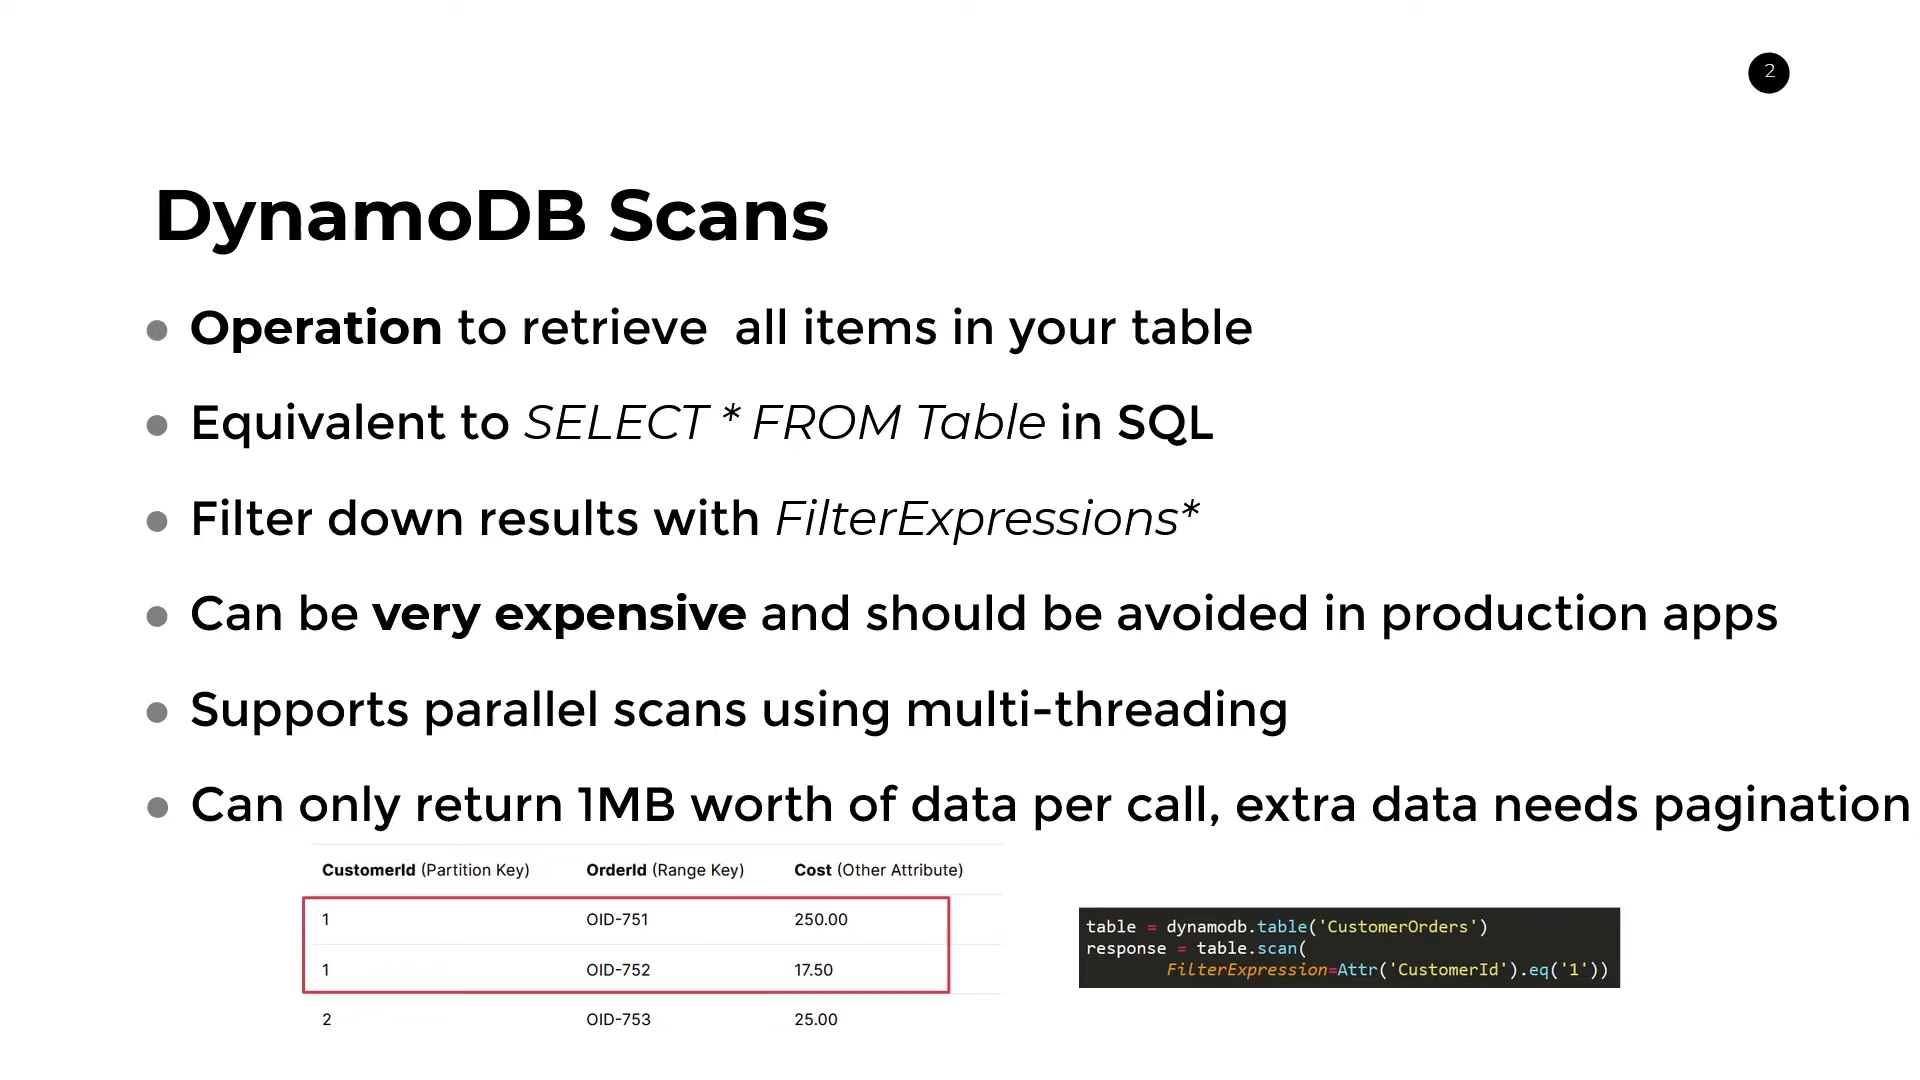 2
DynamoDB Scans
Operation to retrieve  all items in your table
Equivalent to SELECT * FROM Table in SQL
Filter down results with FilterExpressions*
Can be very expensive and should be avoided in production apps
Supports parallel scans using multi-threading
Can only return 1MB worth of data per call, extra data needs pagination
CustomerId (Partition Key) OrderId (Range Key) Cost (Other Attribute)
1 OID-751 250.00
1 OID-752 17.50
2 OID-753 25.00
table = dynamodb.table('CustomerOrders')
response = table.scan(
FilterExpression=Attr('CustomerId').eq('1'))